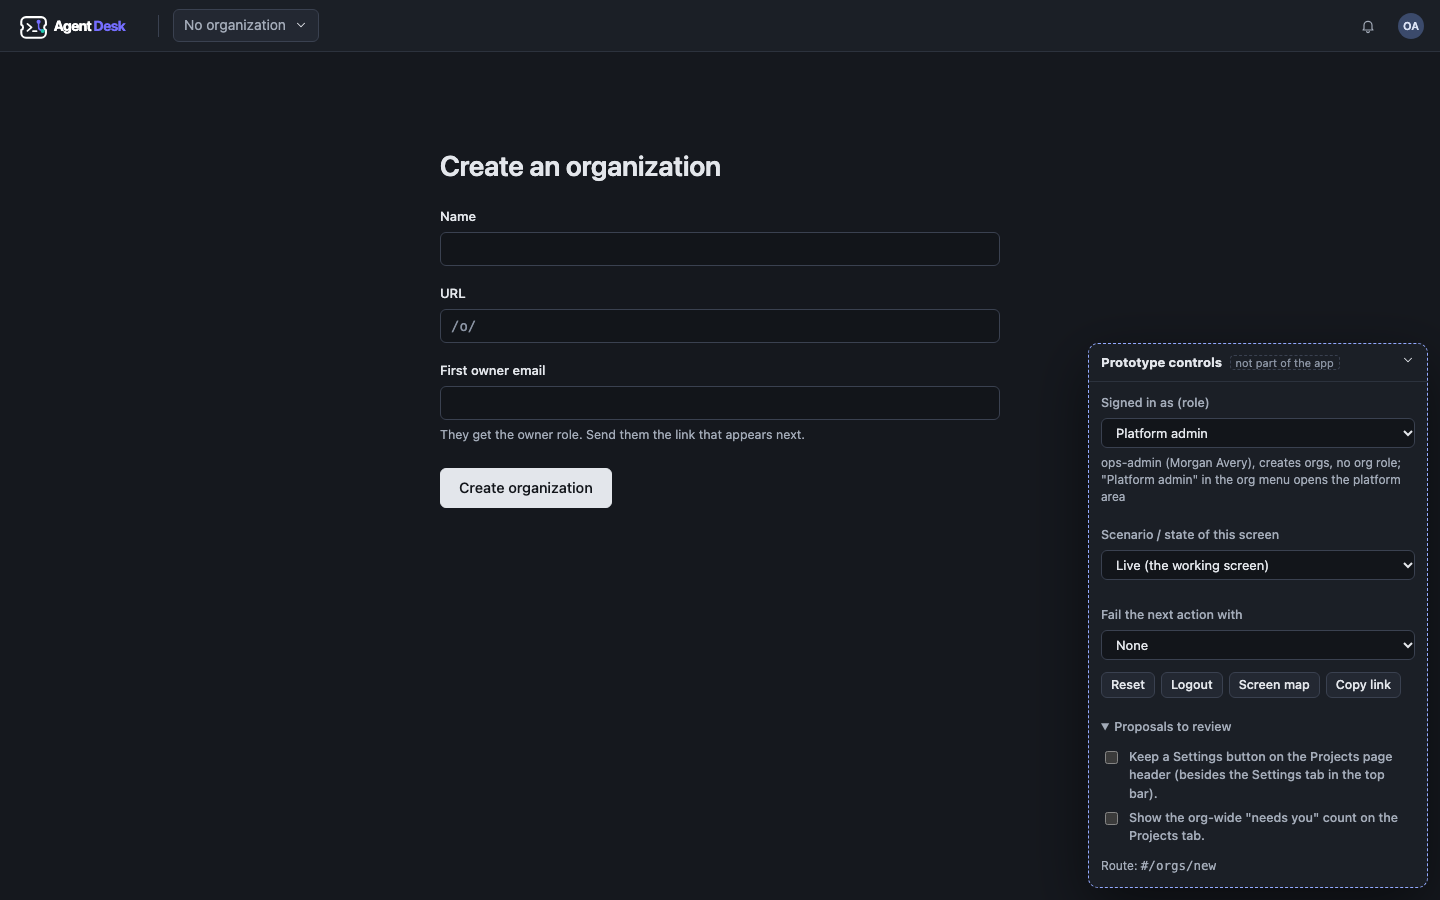 AgentDesk
No organization
OA
Create an organization
Name
URL
/o/
First owner email
They get the owner role. Send them the link that appears next.
Create organization
Prototype controls not part of the app
Signed in as (role)
Platform admin
ops-admin (Morgan Avery), creates orgs, no org role;
"Platform admin" in the org menu opens the platform
area
Scenario / state of this screen
Live (the working screen)
Fail the next action with
None
Reset Logout Screen map Copy link
Proposals to review
Keep a Settings button on the Projects page
header (besides the Settings tab in the top
bar).
Show the org-wide "needs you" count on the
Projects tab.
Route: #/orgs/new